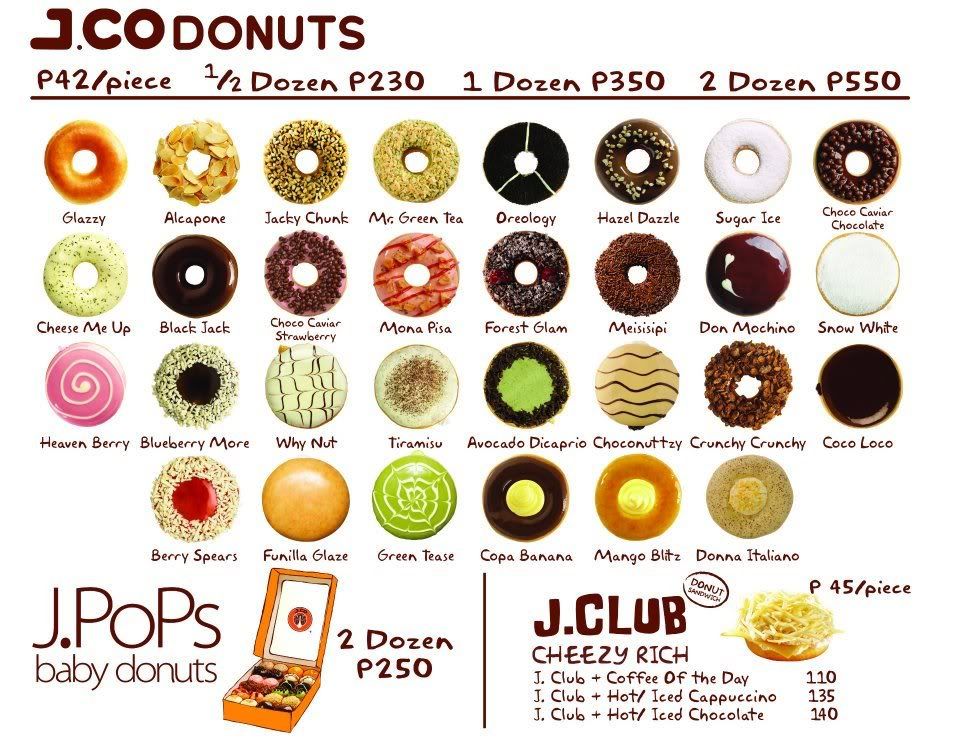 J.CO DONUTS
P42/piece 1/2 Dozen P230 1 Dozen P350 2 Dozen P550
Glazzy Alcapone Jacky Chunk Mr. Green Tea Oreology Hazel Dazzle Sugar Ice Choco Caviar
Chocolate
Cheese Me Up Black Jack Choco Caviar Mona Pisa Forest Glam Meisisipi Don Mochino Snow White
Strawberry
Heaven Berry Blueberry More Why Nut Tiramisu Avocado Dicaprio Choconuttzy Crunchy Crunchy Coco Loco
Berry Spears Funilla Glaze Green Tease Copa Banana Mango Blitz Donna Italiano
J.PoPs
baby donuts
J.CO
2 Dozen
P250
J.CLUB
DONUT
SANDWICH
P 45/piece
CHEEZY RICH
J. Club + Coffee Of the Day 110
J. Club + Hot/ Iced Cappuccino 135
J. Club + Hot/ Iced Chocolate 140